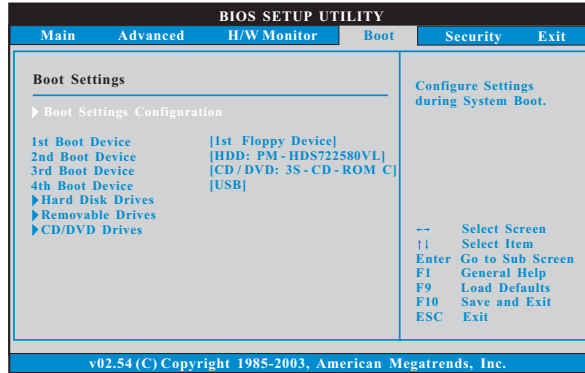 BIOS SETUP UTILITY
Main Advanced H/W Monitor Boot Security Exit
Boot Settings
Boot Settings Configuration
1st Boot Device [1st Floppy Device]
2nd Boot Device [HDD: PM - HDS722580VL]
3rd Boot Device [CD / DVD: 3S - CD - ROM C]
4th Boot Device [USB]
Hard Disk Drives
Removable Drives
CD/DVD Drives
Configure Settings
during System Boot.
←→ Select Screen
↑↓ Select Item
Enter Go to Sub Screen
F1 General Help
F9 Load Defaults
F10 Save and Exit
ESC Exit
v02.54 (C) Copyright 1985-2003, American Megatrends, Inc.